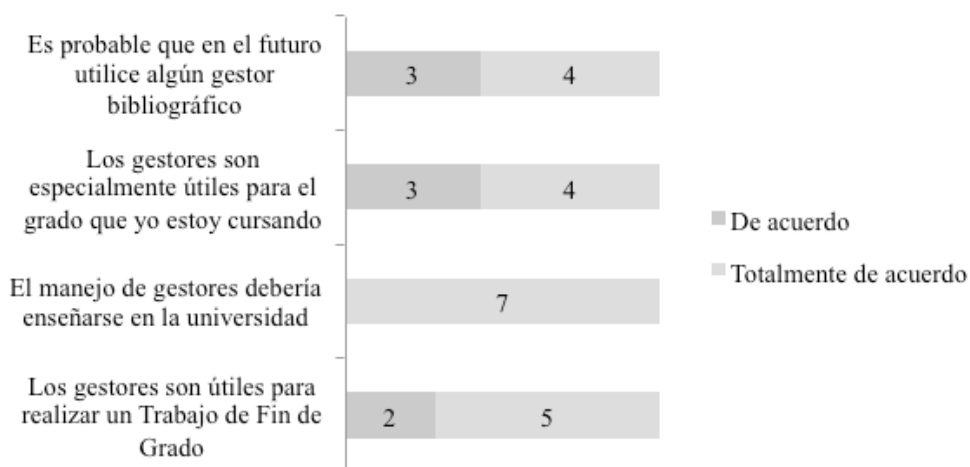 Es probable que en el futuro
utilice algún gestor
bibliográfico
3 4
Los gestores son
especialmente útiles para el
grado que yo estoy cursando
3 4
El manejo de gestores debería
enseñarse en la universidad
7
Los gestores son útiles para
realizar un Trabajo de Fin de
Grado
2 5
De acuerdo
Totalmente de acuerdo